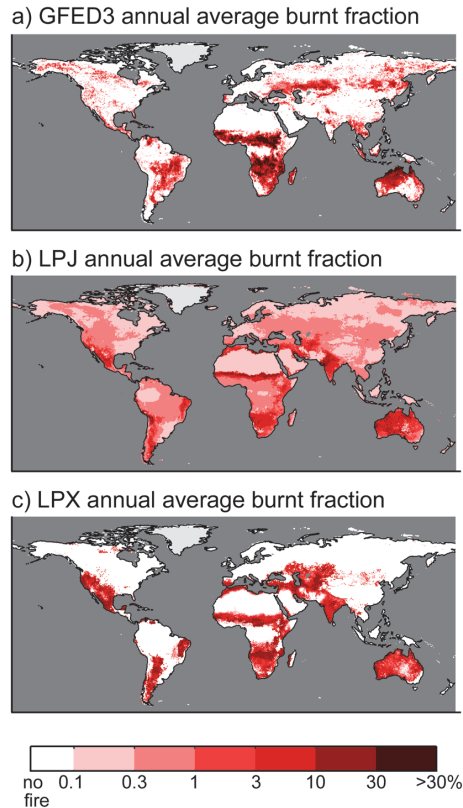 a) GFED3 annual average burnt fraction
b) LPJ annual average burnt fraction
c) LPX annual average burnt fraction
no 0.1 0.3 1 3 10 30 >30%
fire